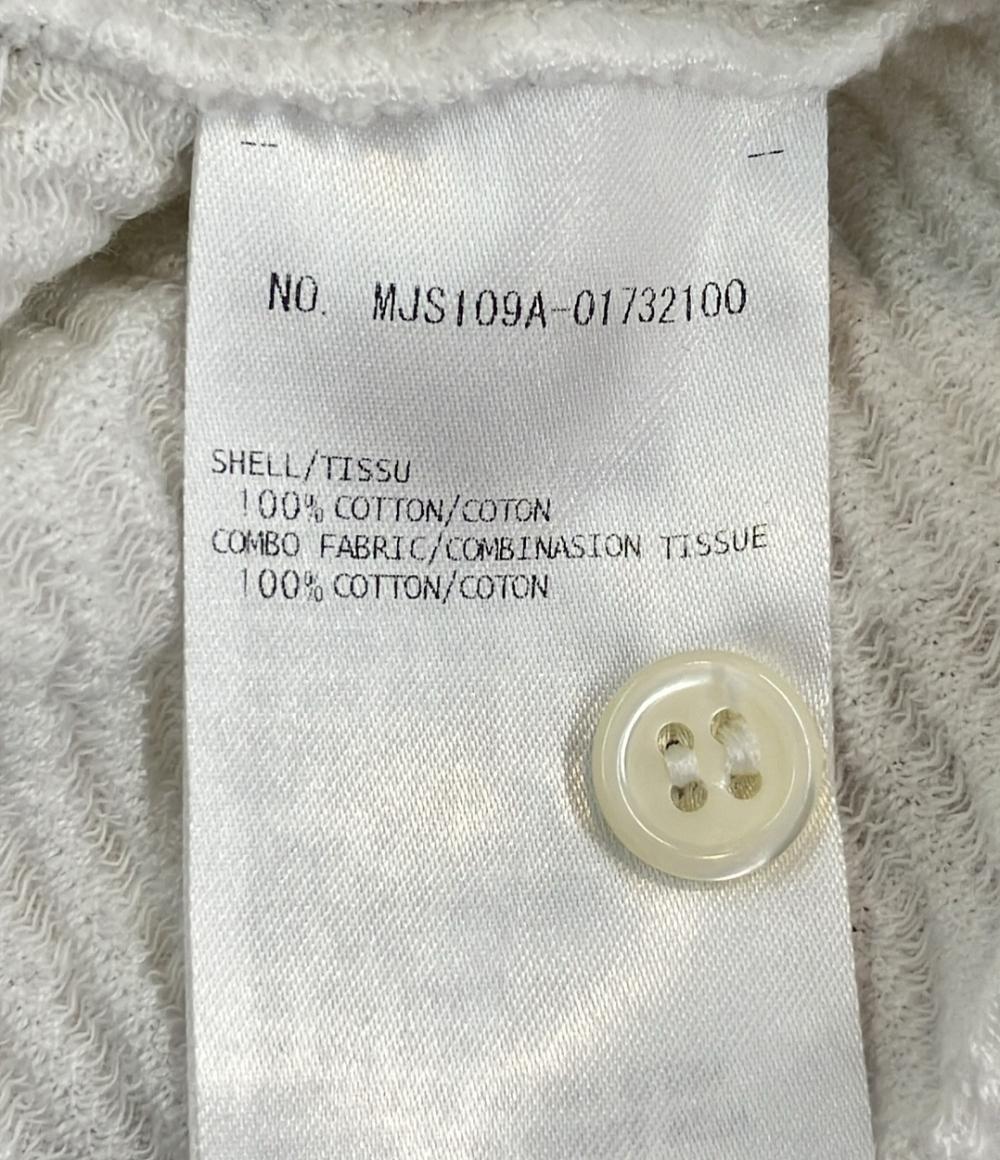 NO. MJS109A-01732100
SHELL/TISSU
100% COTTON/COTON
COMBO FABRIC/COMBINASION TISSUE
100% COTTON/COTON